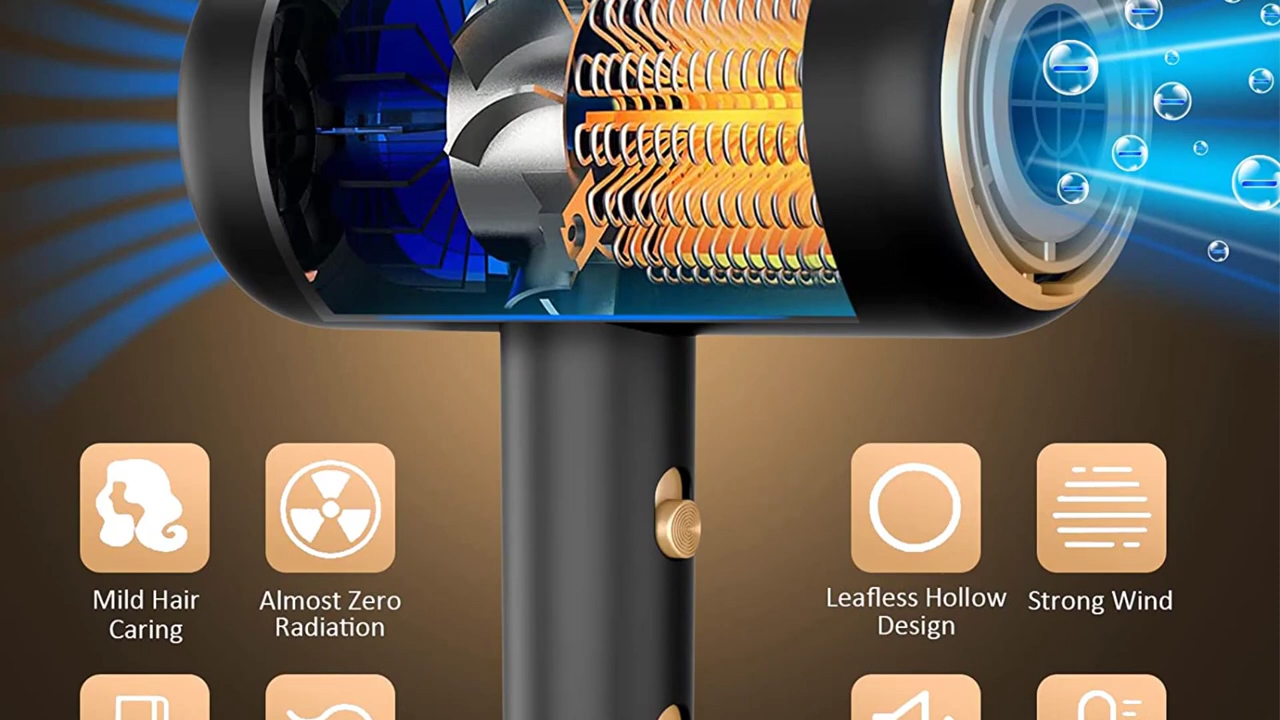 Mild Hair
Caring
Almost Zero
Radiation
Leafless Hollow
Design
Strong Wind